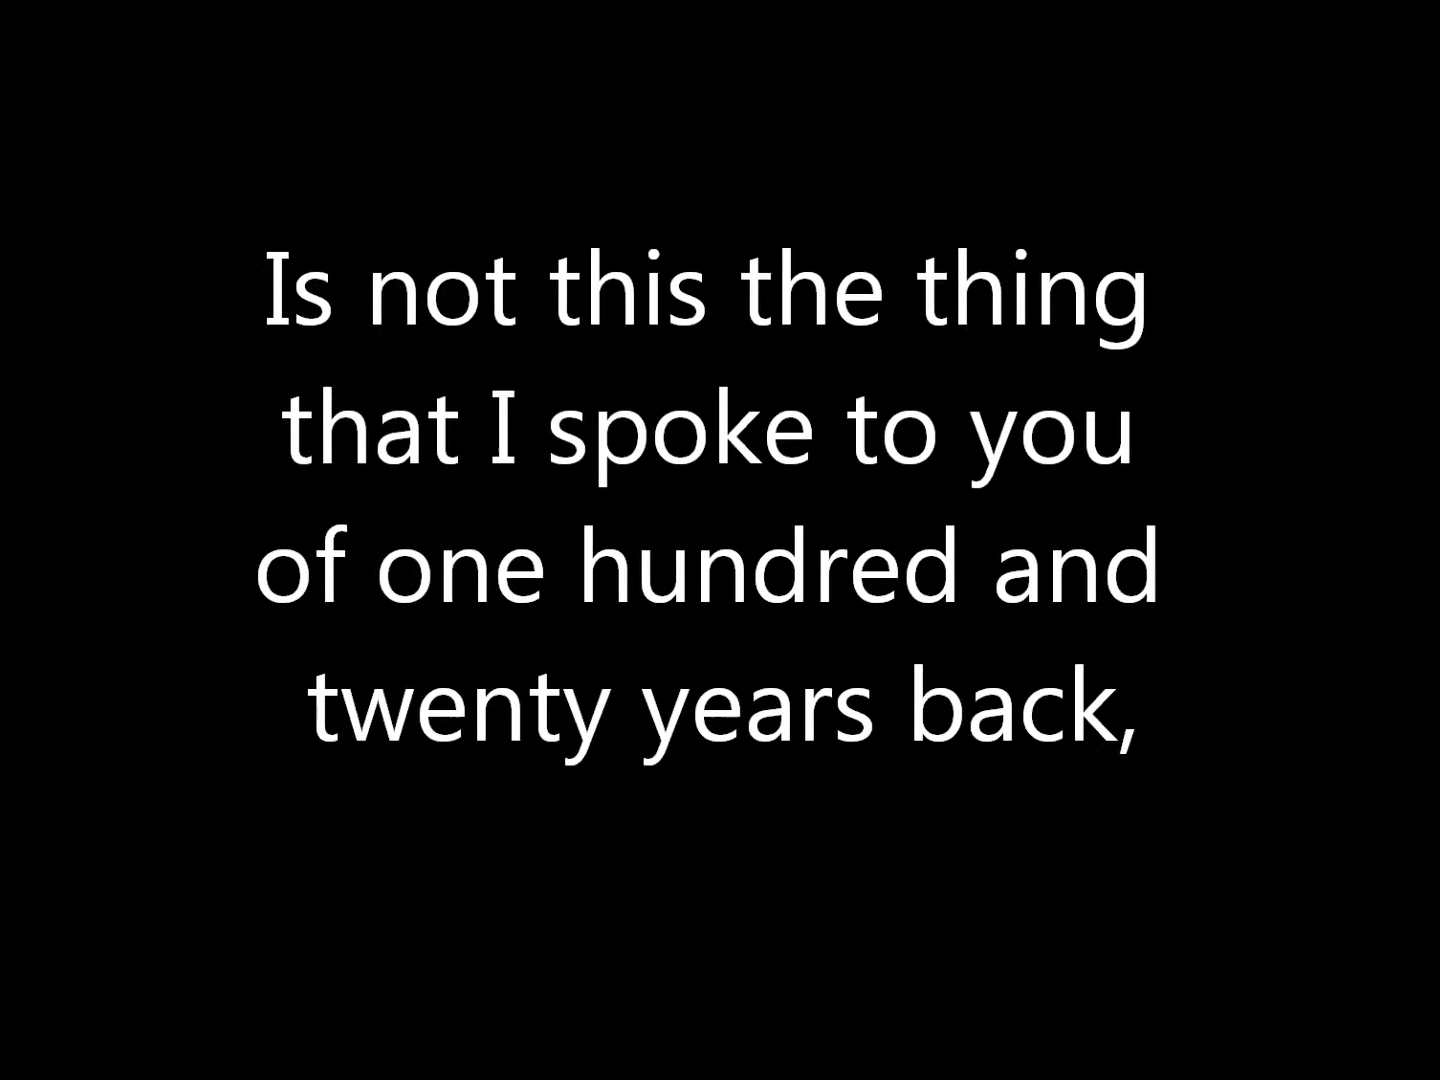 Is not this the thing
that I spoke to you
of one hundred and
twenty years back,